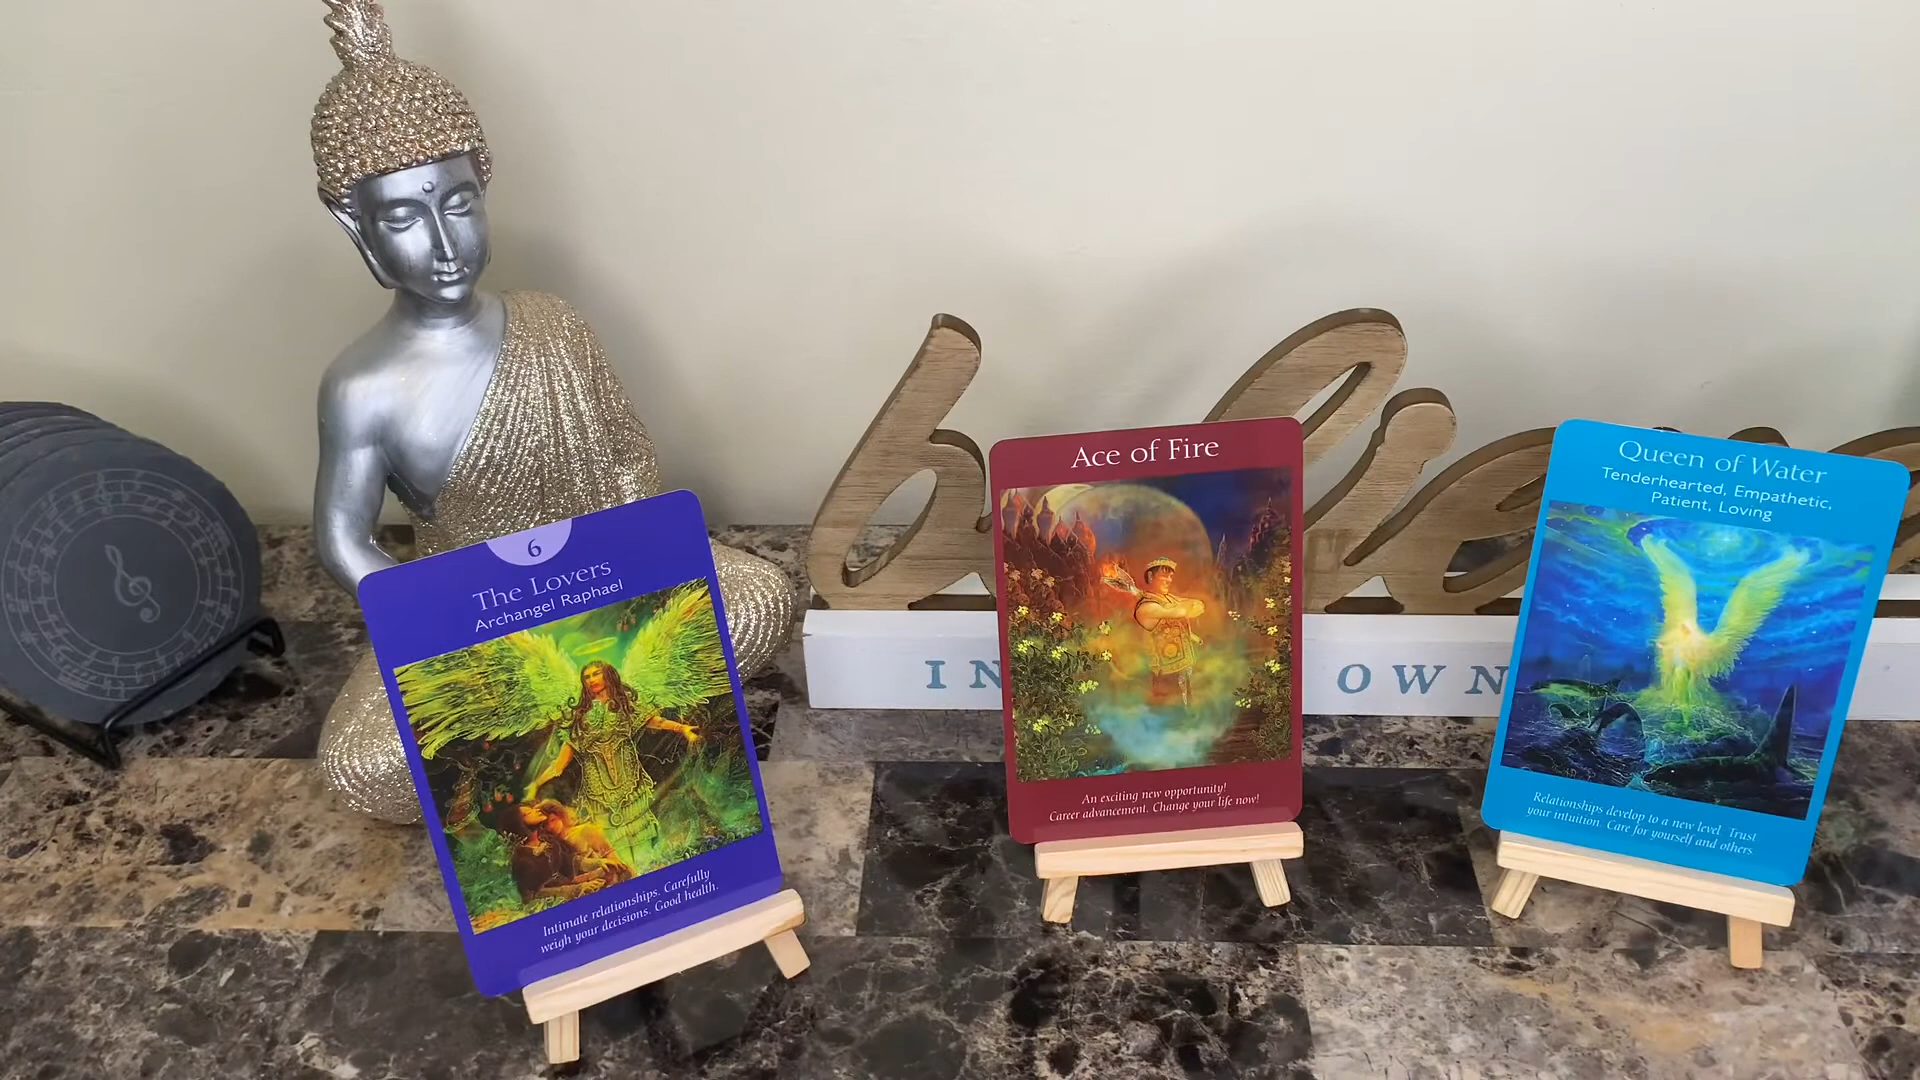 6
The Lovers
Archangel Raphael
Intimate relationships. Carefully
weigh your decisions. Good health.
Ace of Fire
An exciting new opportunity!
Career advancement. Change your life now!
Queen of Water
Tenderhearted, Empathetic,
Patient, Loving
Relationships develop to a new level Trust
your intuition. Care for yourself and others
IN OWN